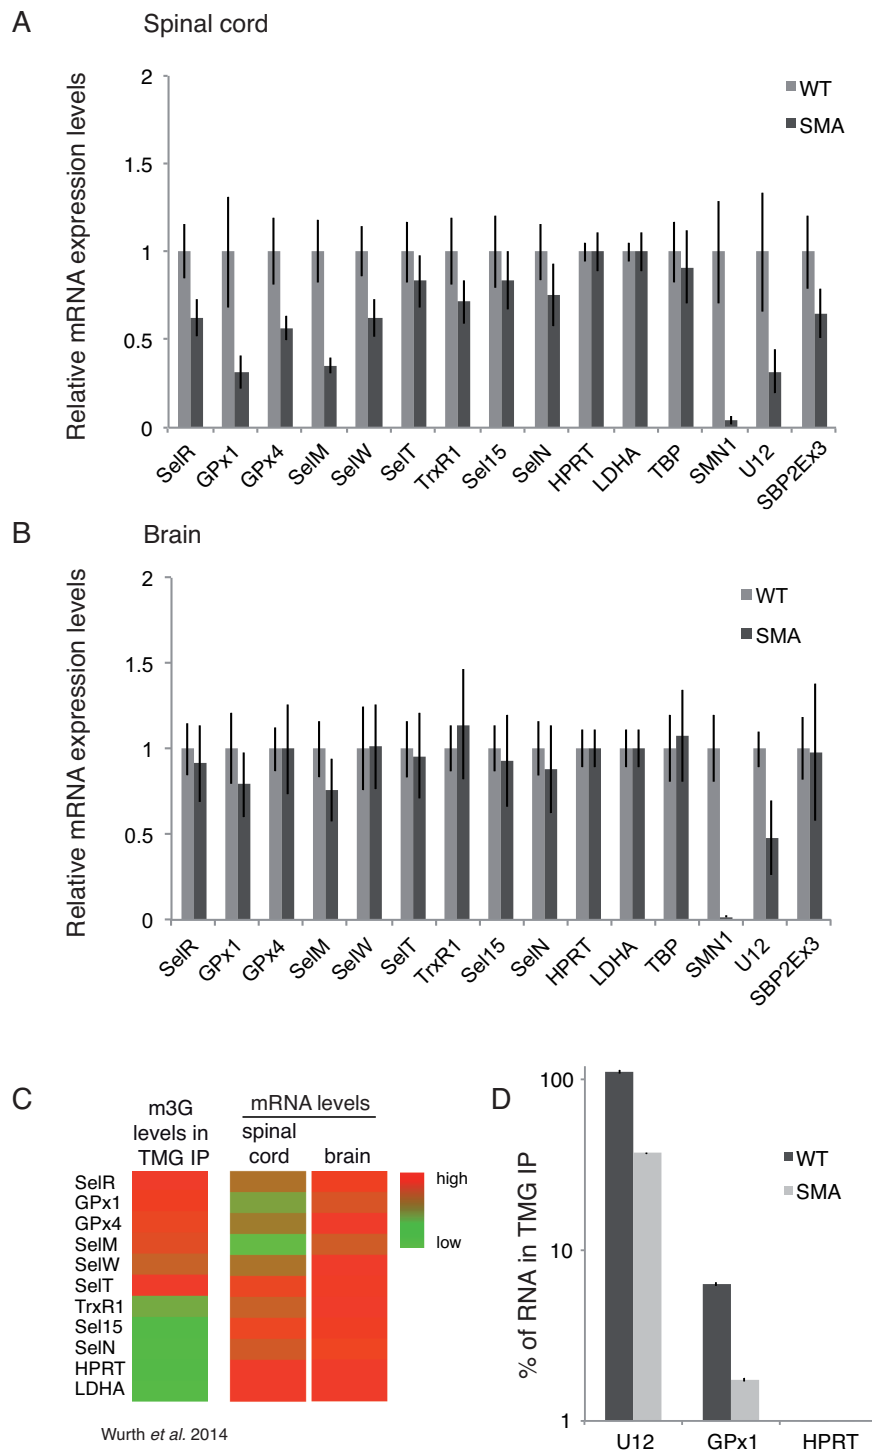 A
Spinal cord
Relative mRNA expression levels
2
1.5
1
0.5
0
WT
SMA
SelR
GPx1
GPx4
SelM
SelW
SelT
TrxR1
Sel15
SelN
HPRT
LDHA
TBP
SMN1
U12
SBP2Ex3
B
Brain
Relative mRNA expression levels
2
1.5
1
0.5
0
WT
SMA
SelR
GPx1
GPx4
SelM
SelW
SelT
TrxR1
Sel15
SelN
HPRT
LDHA
TBP
SMN1
U12
SBP2Ex3
C
m3G
levels in
TMG IP
mRNA levels
spinal
cord
brain
SelR
GPx1
GPx4
SelM
SelW
SelT
TrxR1
Sel15
SelN
HPRT
LDHA
high
low
Wurth et al. 2014
D
% of RNA in TMG IP
100
10
1
WT
SMA
U12
GPx1
HPRT